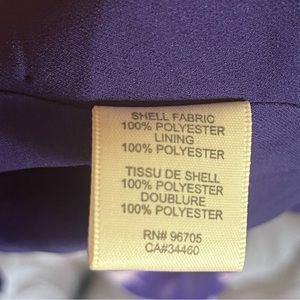 SHELL FABRIC
100% POLYESTER
LINING
100% POLYESTER
TISSU DE SHELL
100% POLYESTER
DOUBLURE
100% POLYESTER
RN# 96705
CA#34460